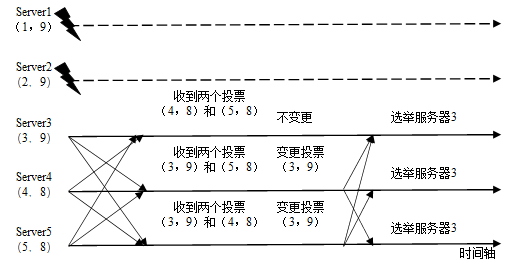 Server1
（1，9）
Server2
（2. 9）
收到两个投票
（4，8）和（5，8）
不变更
选举服务器3
Server3
（3. 9）
收到两个投票
（3，9）和（5，8）
变更投票
（3，9）
选举服务器3
Server4
（4. 8）
收到两个投票
（3，9）和（4，8）
变更投票
（3，9）
选举服务器3
Server5
（5. 8）
时间轴